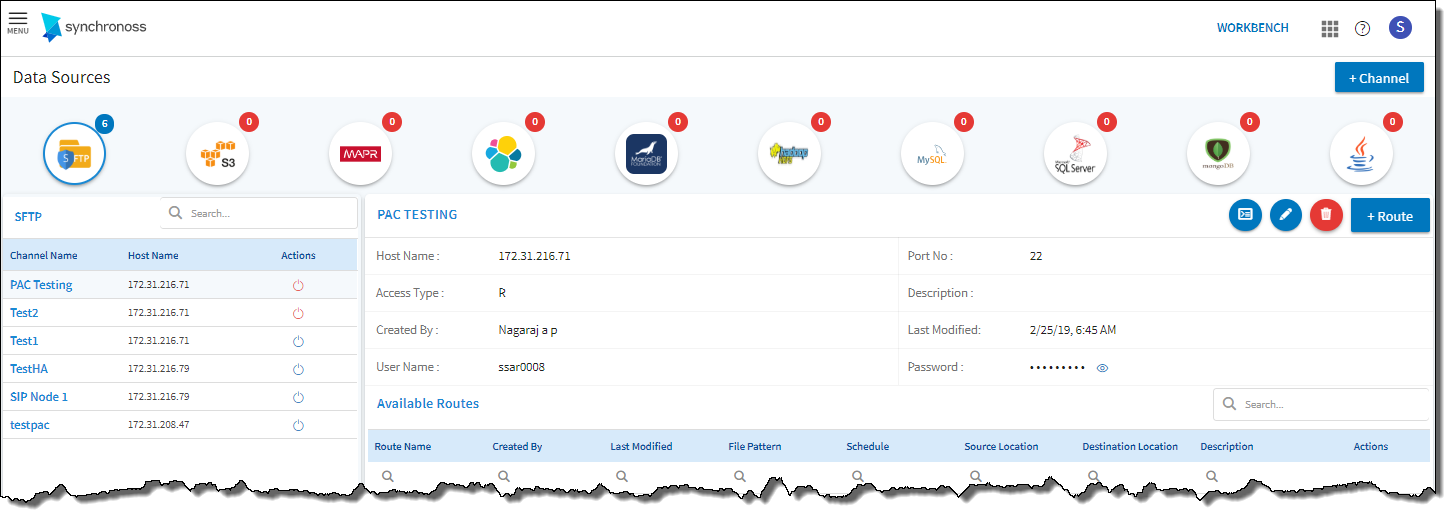 MENU
synchronoss
WORKBENCH
?
S
Data Sources
+ Channel
6
0
0
0
0
0
0
0
0
0
SFTP
S3
MAPR
MariaDB
FOUNDATION
MySQL
Microsoft
SQL Server
mongoDB
Java
SFTP
Search...
Channel Name Host Name Actions
PAC Testing 172.31.216.71
Test2 172.31.216.71
Test1 172.31.216.71
TestHA 172.31.216.79
SIP Node 1 172.31.216.79
testpac 172.31.208.47
PAC TESTING
+ Route
Host Name : 172.31.216.71 Port No : 22
Access Type : R Description :
Created By : Nagaraj a p Last Modified: 2/25/19, 6:45 AM
User Name : ssar0008 Password : •••••••••
Available Routes
Search...
Route Name Created By Last Modified File Pattern Schedule Source Location Destination Location Description Actions